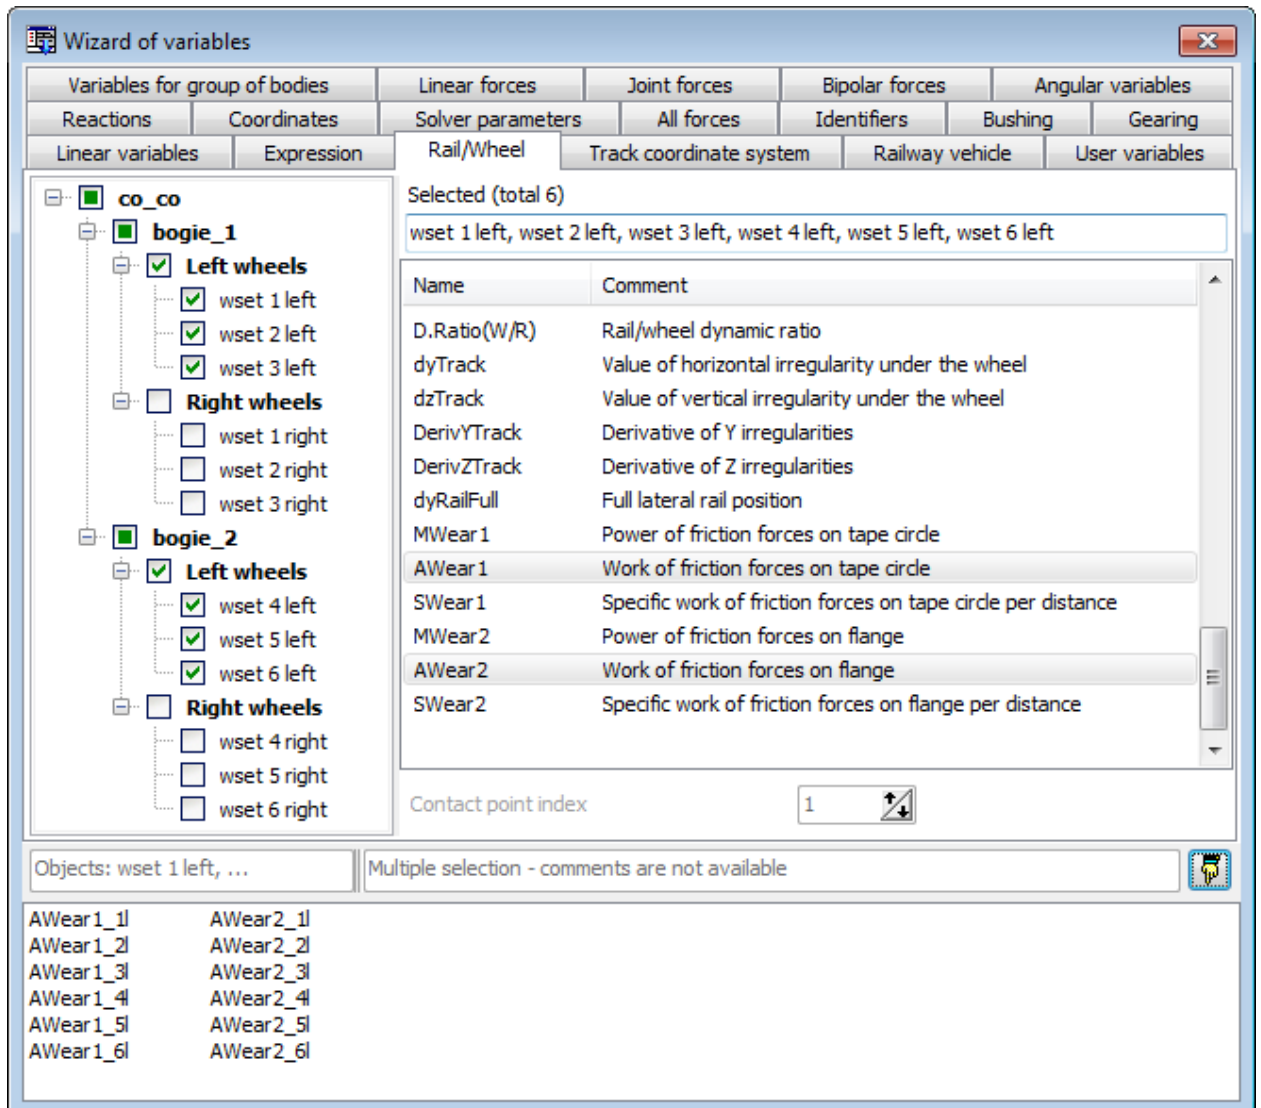 Wizard of variables
Variables for group of bodies Linear forces Joint forces Bipolar forces Angular variables
Reactions Coordinates Solver parameters All forces Identifiers Bushing Gearing
Linear variables Expression Rail/Wheel Track coordinate system Railway vehicle User variables
co_co
bogie_1
Left wheels
wset 1 left
wset 2 left
wset 3 left
Right wheels
wset 1 right
wset 2 right
wset 3 right
bogie_2
Left wheels
wset 4 left
wset 5 left
wset 6 left
Right wheels
wset 4 right
wset 5 right
wset 6 right
Selected (total 6)
wset 1 left, wset 2 left, wset 3 left, wset 4 left, wset 5 left, wset 6 left
Name Comment
D.Ratio(W/R) Rail/wheel dynamic ratio
dyTrack Value of horizontal irregularity under the wheel
dzTrack Value of vertical irregularity under the wheel
DerivYTrack Derivative of Y irregularities
DerivZTrack Derivative of Z irregularities
dyRailFull Full lateral rail position
MWear1 Power of friction forces on tape circle
AWear1 Work of friction forces on tape circle
SWear1 Specific work of friction forces on tape circle per distance
MWear2 Power of friction forces on flange
AWear2 Work of friction forces on flange
SWear2 Specific work of friction forces on flange per distance
Contact point index 1
Objects: wset 1 left, ... Multiple selection - comments are not available
AWear1_1l AWear2_1l
AWear1_2l AWear2_2l
AWear1_3l AWear2_3l
AWear1_4l AWear2_4l
AWear1_5l AWear2_5l
AWear1_6l AWear2_6l